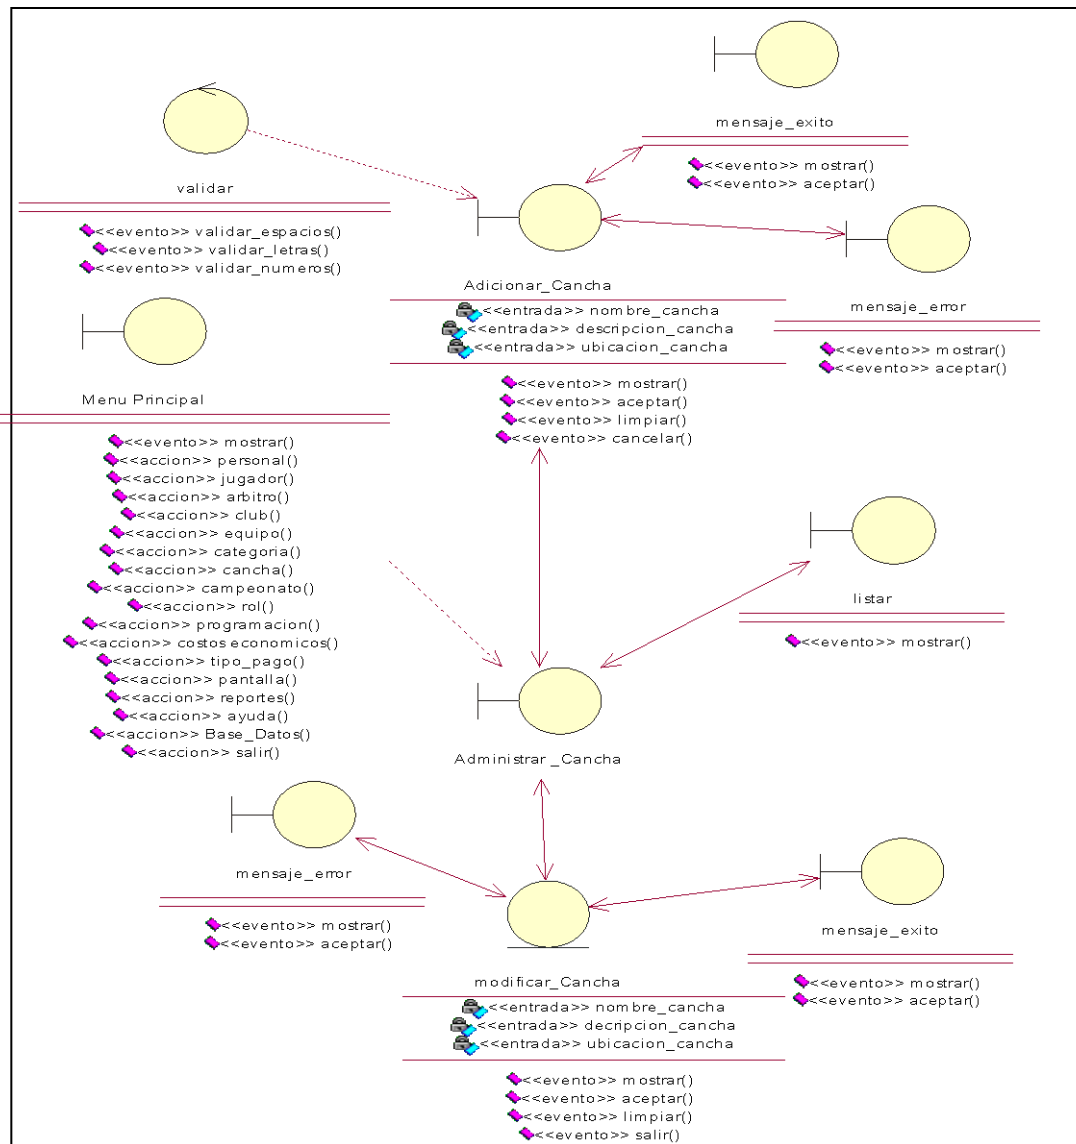 mensaje_exito
<<evento>> mostrar()
<<evento>> aceptar()
validar
<<evento>> validar_espacios()
<<evento>> validar_letras()
<<evento>> validar_numeros()
Adicionar_Cancha
<<entrada>> nombre_cancha
<<entrada>> descripcion_cancha
<<entrada>> ubicacion_cancha
<<evento>> mostrar()
<<evento>> aceptar()
<<evento>> limpiar()
<<evento>> cancelar()
mensaje_error
<<evento>> mostrar()
<<evento>> aceptar()
Menu Principal
<<evento>> mostrar()
<<accion>> personal()
<<accion>> jugador()
<<accion>> arbitro()
<<accion>> club()
<<accion>> equipo()
<<accion>> categoria()
<<accion>> cancha()
<<accion>> campeonato()
<<accion>> rol()
<<accion>> programacion()
<<accion>> costos economicos()
<<accion>> tipo_pago()
<<accion>> pantalla()
<<accion>> reportes()
<<accion>> ayuda()
<<accion>> Base_Datos()
<<accion>> salir()
listar
<<evento>> mostrar()
Administrar_Cancha
mensaje_error
<<evento>> mostrar()
<<evento>> aceptar()
mensaje_exito
<<evento>> mostrar()
<<evento>> aceptar()
modificar_Cancha
<<entrada>> nombre_cancha
<<entrada>> decripcion_cancha
<<entrada>> ubicacion_cancha
<<evento>> mostrar()
<<evento>> aceptar()
<<evento>> limpiar()
<<evento>> salir()